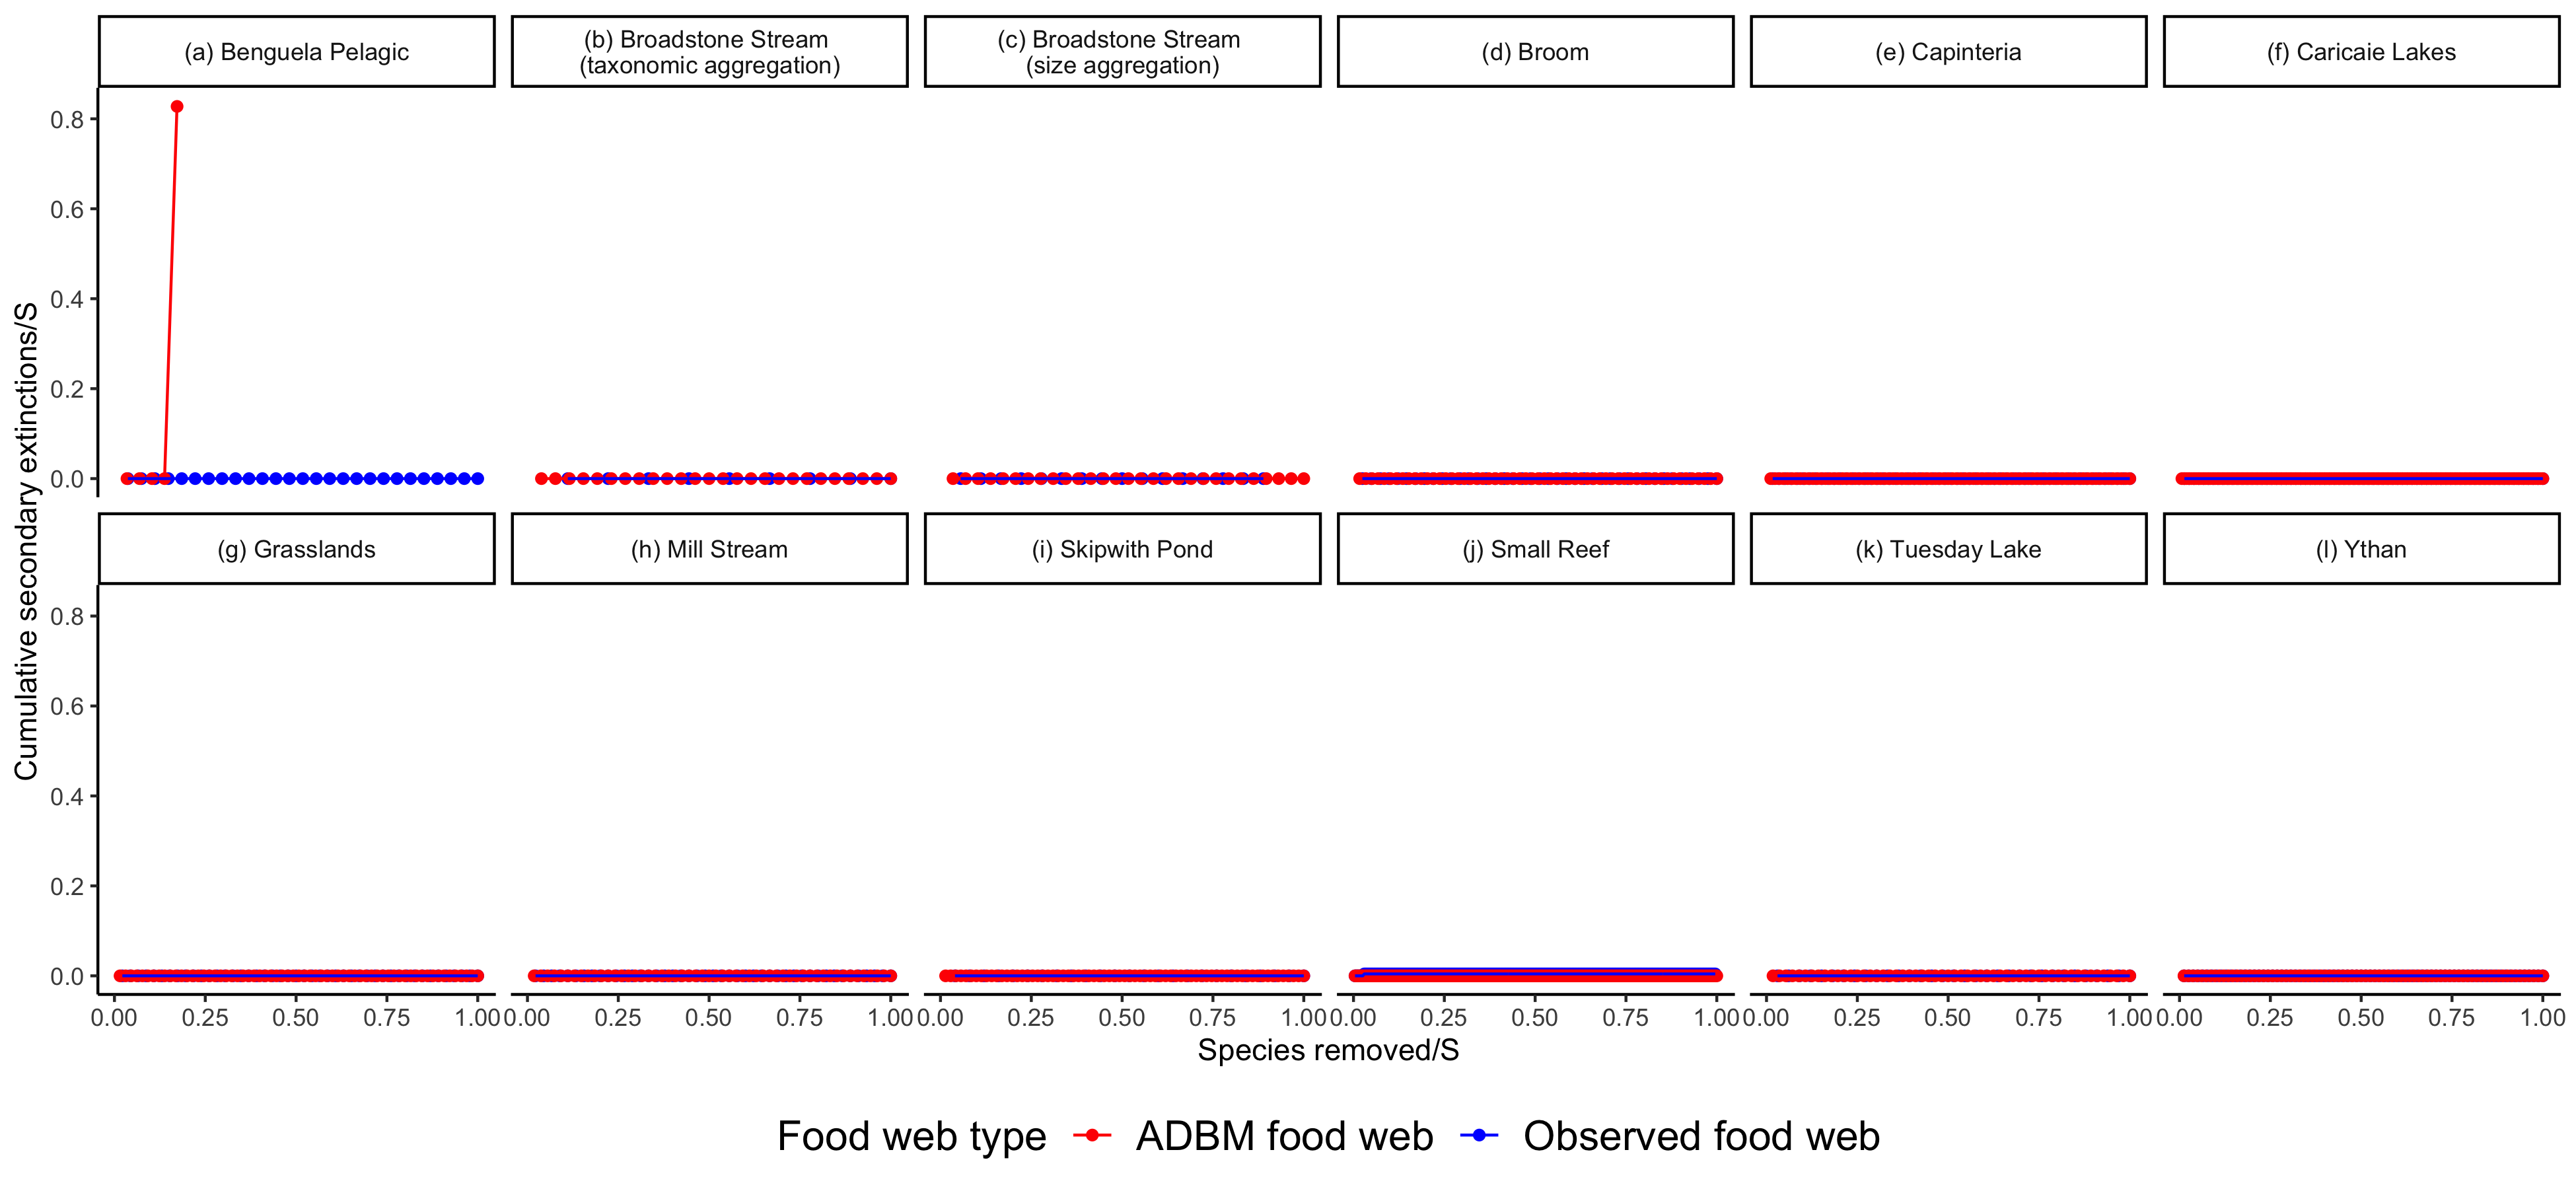 (a) Benguela Pelagic
(b) Broadstone Stream
(taxonomic aggregation)
(c) Broadstone Stream
(size aggregation)
(d) Broom
(e) Capinteria
(f) Caricaie Lakes
0.8
0.6
0.4
0.2
0.0
Cumulative secondary extinctions/S
(g) Grasslands
(h) Mill Stream
(i) Skipwith Pond
(j) Small Reef
(k) Tuesday Lake
(l) Ythan
0.8
0.6
0.4
0.2
0.0
0.00 0.25 0.50 0.75 1.00 0.00 0.25 0.50 0.75 1.00 0.00 0.25 0.50 0.75 1.00 0.00 0.25 0.50 0.75 1.00 0.00 0.25 0.50 0.75 1.00 0.00 0.25 0.50 0.75 1.00
Species removed/S
Food web type ADBM food web Observed food web